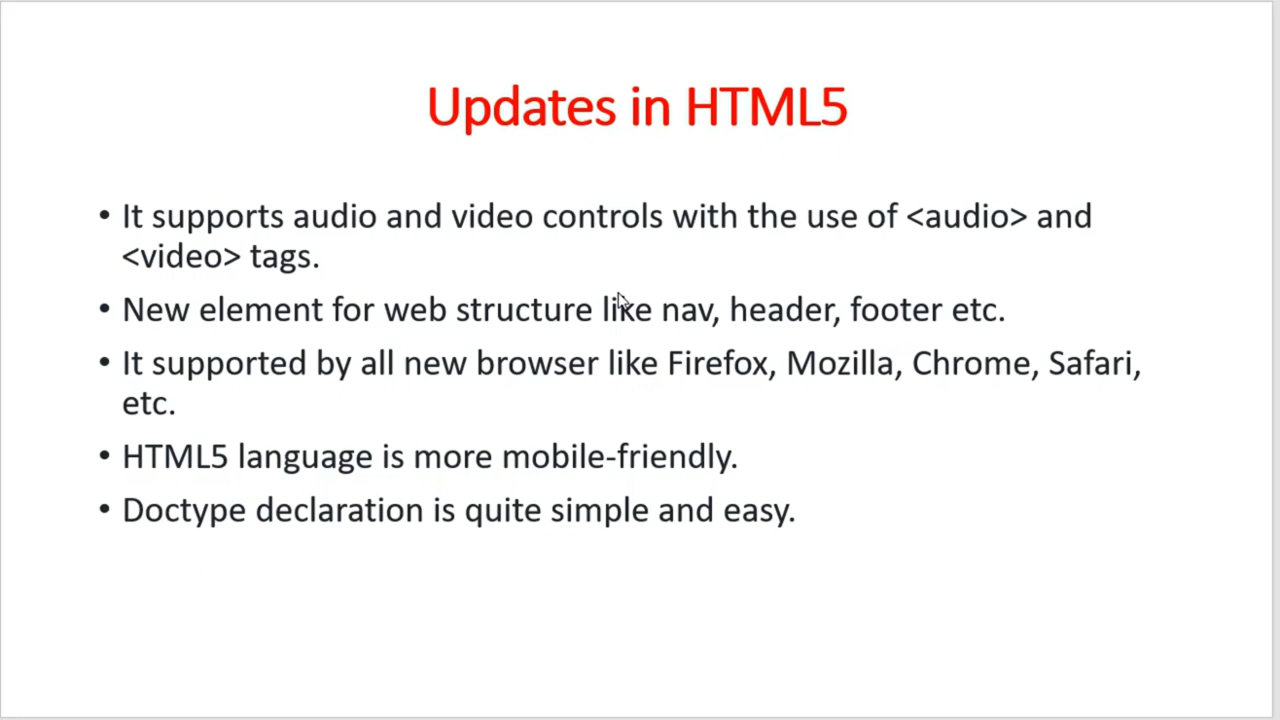 Updates in HTML5
• It supports audio and video controls with the use of <audio> and
<video> tags.
• New element for web structure like nav, header, footer etc.
• It supported by all new browser like Firefox, Mozilla, Chrome, Safari,
etc.
• HTML5 language is more mobile-friendly.
• Doctype declaration is quite simple and easy.